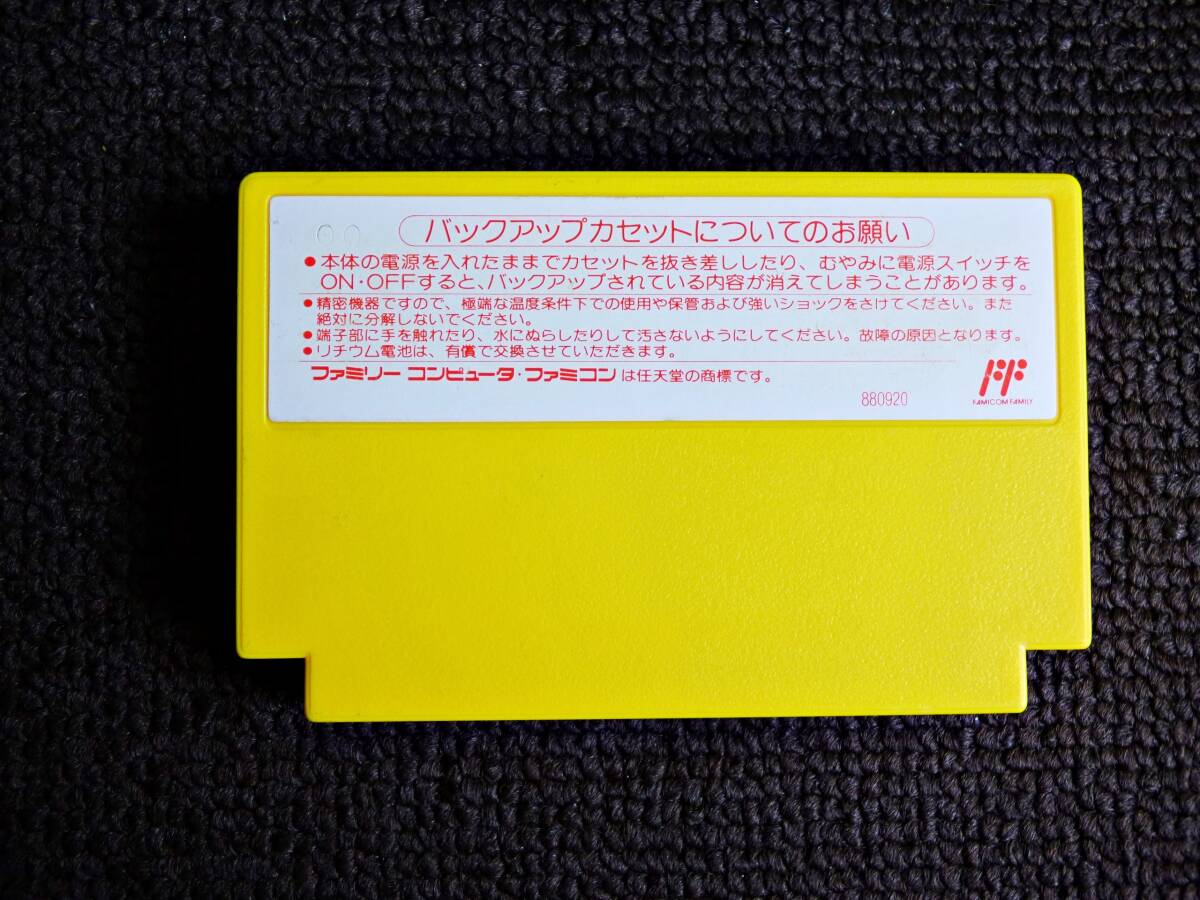 バックアップカセットについてのお願い
●本体の電源を入れたままでカセットを抜き差ししたり、むやみに電源スイッチを
ON・OFFすると、バックアップされている内容が消えてしまうことがあります。
●精密機器ですので、極端な温度条件下での使用や保管および強いショックをさけてください。また
絶対に分解しないでください。
●端子部に手を触れたり、水にぬらしたりして汚さないようにしてください。故障の原因となります。
●リチウム電池は、有償で交換させていただきます。
ファミリー コンピュータ・ファミコンは任天堂の商標です。
880920
FAMICOM FAMILY